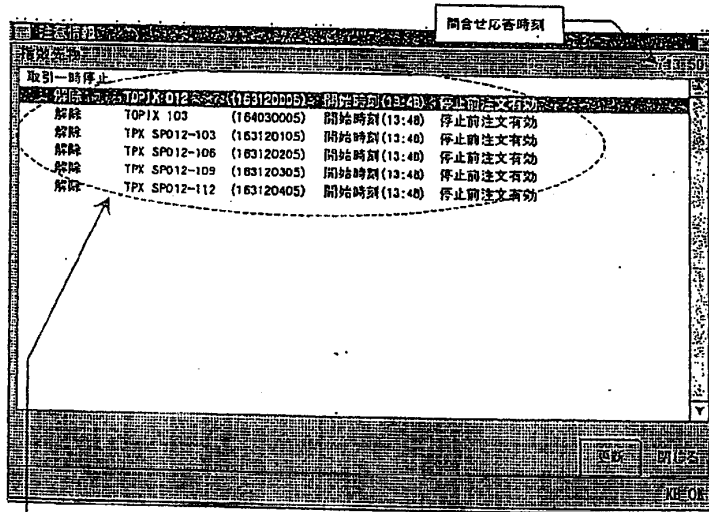 問合せ応答時刻
注意情報
13:50
取引一時停止
解除 TOPIX 012 (163120005) 開始時刻(13:48) 停止前注文有効
解除 TOPIX 103 (164030005) 開始時刻(13:48) 停止前注文有効
解除 TPX SP012-103 (163120105) 開始時刻(13:48) 停止前注文有効
解除 TPX SP012-106 (163120205) 開始時刻(13:48) 停止前注文有効
解除 TPX SP012-109 (163120305) 開始時刻(13:48) 停止前注文有効
解除 TPX SP012-112 (163120405) 開始時刻(13:48) 停止前注文有効
更新 閉じる